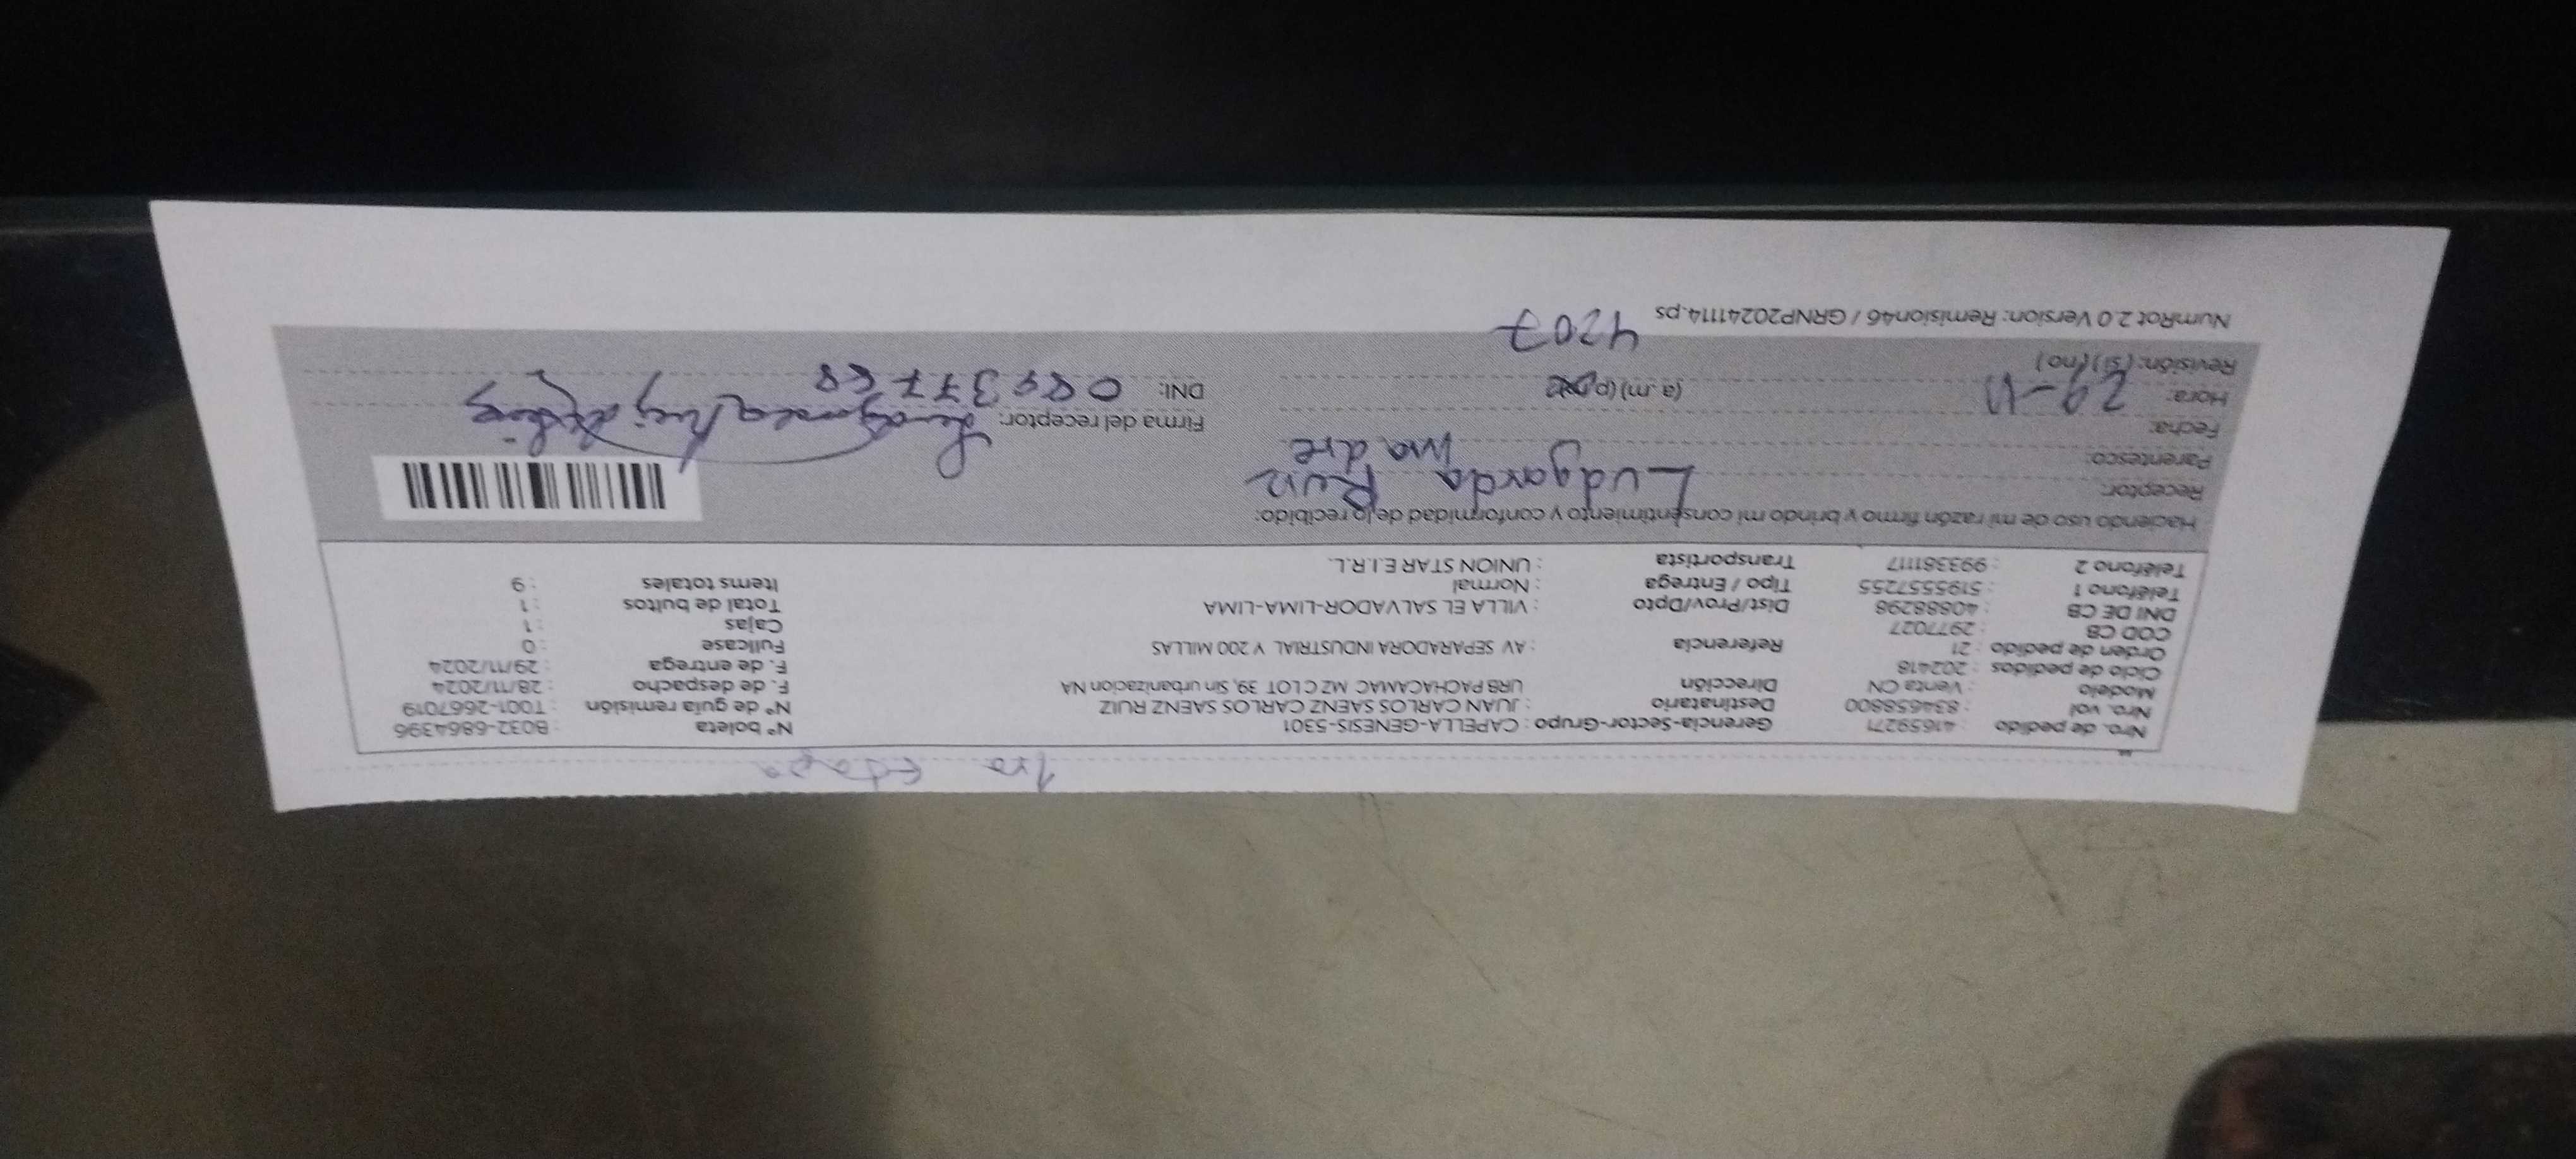 1ra Etapa
Nro. de pedido : 41659271 Gerencia-Sector-Grupo : CAPELLA-GENESIS-5301 N° boleta : B032-6864396
Nro. vol : 834658800 Destinatario : JUAN CARLOS SAENZ CARLOS SAENZ RUIZ N° de guía remisión : T001-2667019
Modelo : Venta CN Dirección URB PACHACAMAC MZ C LOT 39, Sin urbanizacion NA F. de despacho : 28/11/2024
Ciclo de pedidos : 202418 F. de entrega : 29/11/2024
Orden de pedido : 21 Referencia : AV SEPARADORA INDUSTRIAL Y 200 MILLAS Fullcase : 0
COD CB : 2977027 Cajas : 1
DNI DE CB : 40888298 Dist/Prov/Dpto : VILLA EL SALVADOR-LIMA-LIMA Total de bultos : 1
Teléfono 1 : 5195557255 Tipo / Entrega : Normal Items totales : 9
Teléfono 2 : 993381117 Transportista : UNION STAR E.I.R.L.
Haciendo uso de mi razón firmo y brindo mi consentimiento y conformidad de lo recibido:
Receptor: Ludgarda Ruiz
Parentesco: madre
Fecha: Firma del receptor:
Hora: 29-11 (a .m) (p) DNI:
Revisión: (si) (no)
4207
NumRot 2.0 Version: Remision46 / GRNP20241114.ps